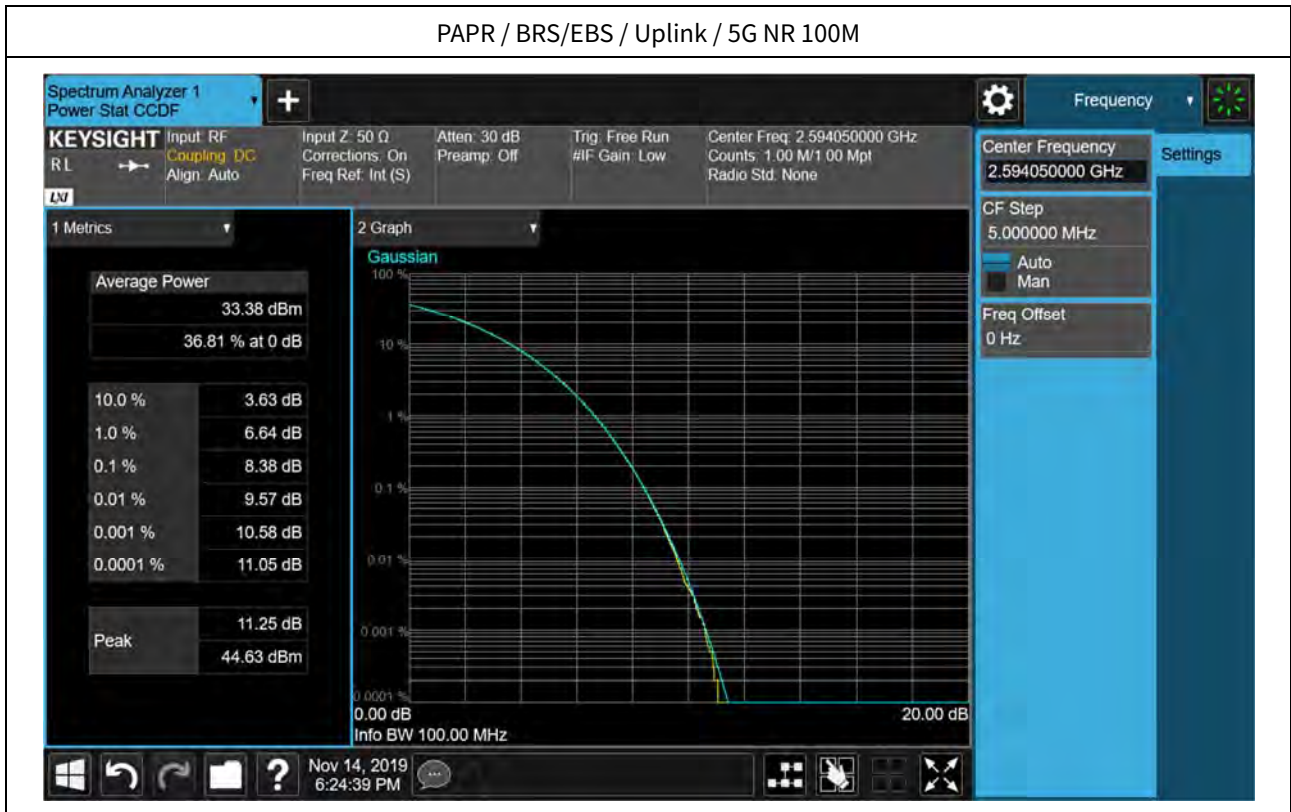 PAPR / BRS/EBS / Uplink / 5G NR 100M
Spectrum Analyzer 1
Power Stat CCDF
Frequency
KEYSIGHT
RL
LXI
Input: RF
Coupling: DC
Align: Auto
Input Z: 50 Ω
Corrections: On
Freq Ref: Int (S)
Atten: 30 dB
Preamp: Off
Trig: Free Run
#IF Gain: Low
Center Freq: 2.594050000 GHz
Counts: 1.00 M/1.00 Mpt
Radio Std: None
Center Frequency
2.594050000 GHz
Settings
CF Step
5.000000 MHz
Auto
Man
Freq Offset
0 Hz
1 Metrics
Average Power
33.38 dBm
36.81 % at 0 dB
10.0 % 3.63 dB
1.0 % 6.64 dB
0.1 % 8.38 dB
0.01 % 9.57 dB
0.001 % 10.58 dB
0.0001 % 11.05 dB
Peak
11.25 dB
44.63 dBm
2 Graph
Gaussian
100 %
10 %
1 %
0.1 %
0.01 %
0.001 %
0.0001 %
0.00 dB
20.00 dB
Info BW 100.00 MHz
?
Nov 14, 2019
6:24:39 PM